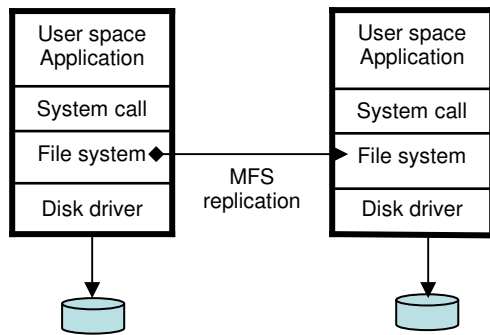 User space
Application
System call
File system
Disk driver
MFS
replication
User space
Application
System call
File system
Disk driver